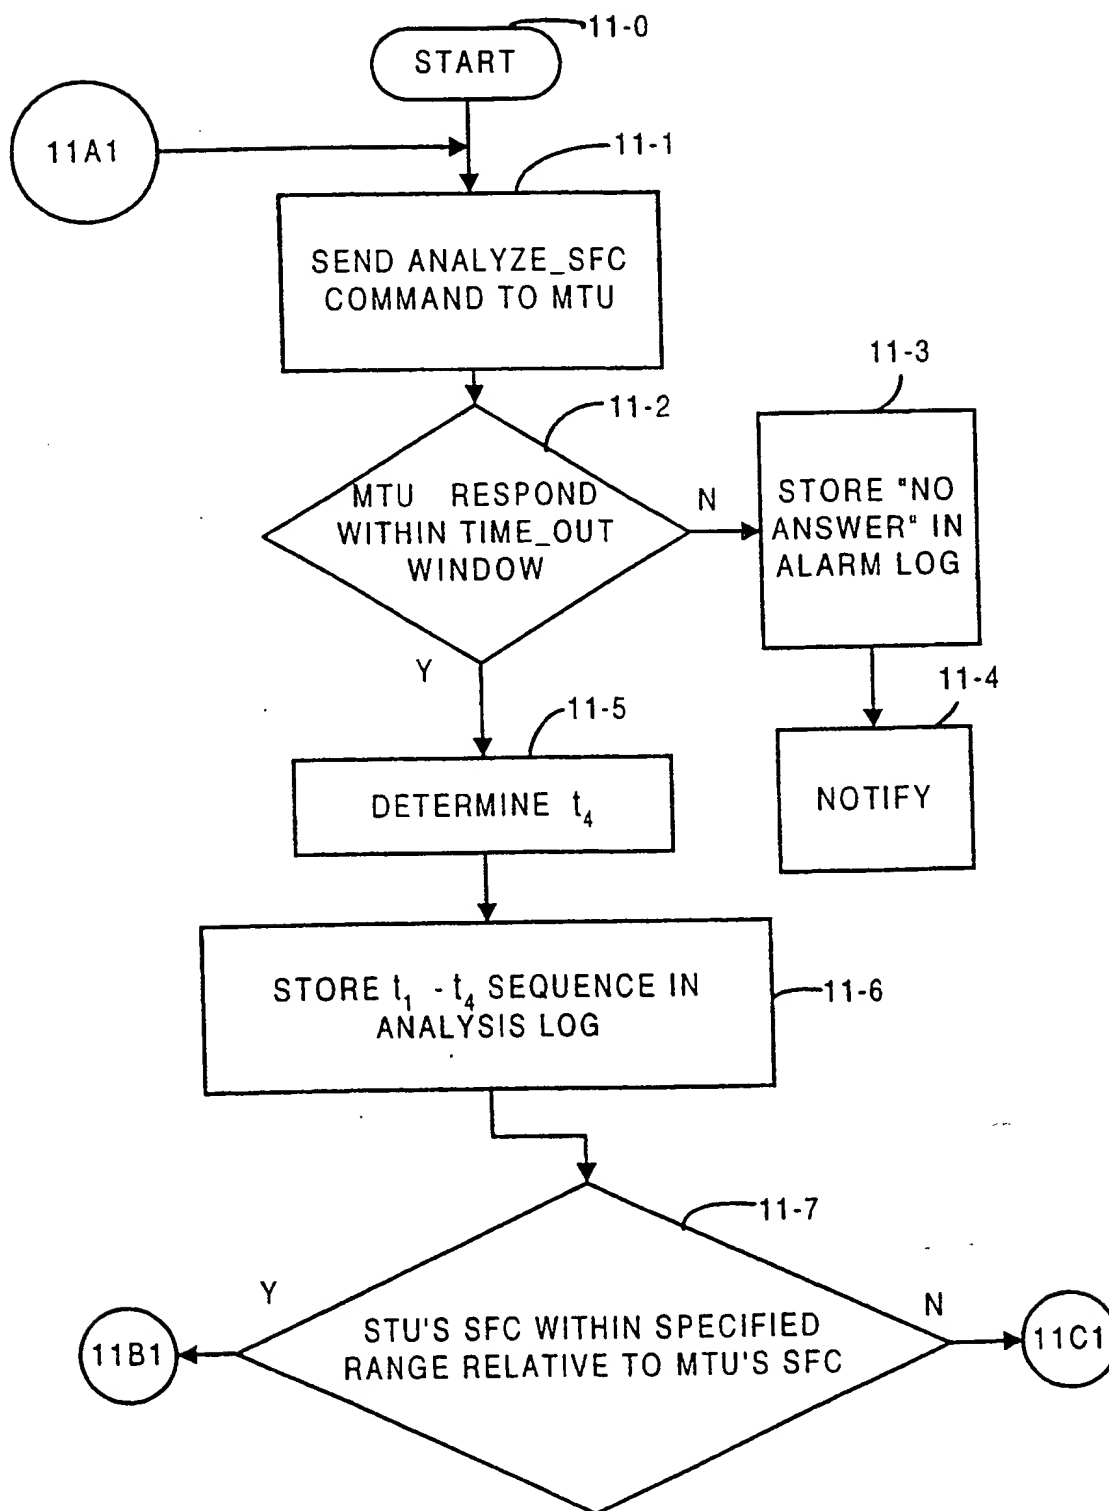 11-0
START
11A1
11-1
SEND ANALYZE_SFC
COMMAND TO MTU
11-2
MTU RESPOND
WITHIN TIME_OUT
WINDOW
N
11-3
STORE "NO
ANSWER" IN
ALARM LOG
Y
11-4
NOTIFY
11-5
DETERMINE t4
11-6
STORE t1 - t4 SEQUENCE IN
ANALYSIS LOG
11-7
Y
N
STU'S SFC WITHIN SPECIFIED
RANGE RELATIVE TO MTU'S SFC
11B1
11C1